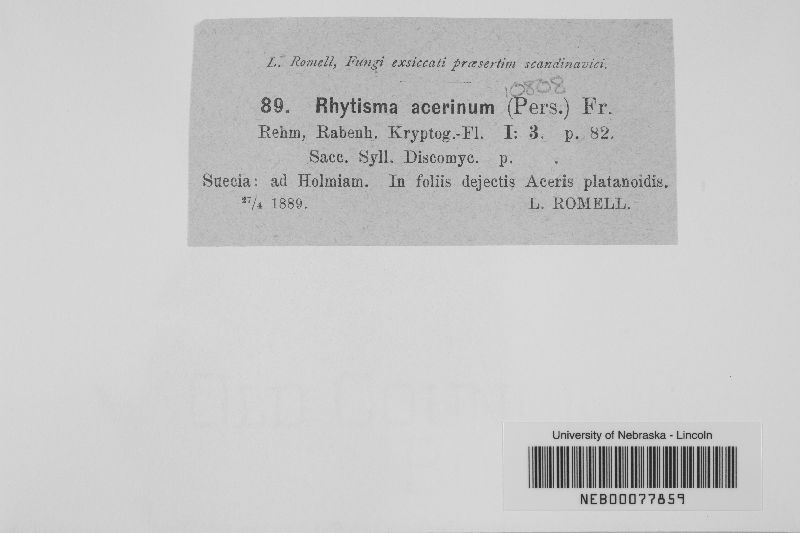 L. Romell, Fungi exsiccati præsertim scandinavici.
10808
89. Rhytisma acerinum (Pers.) Fr.
Rehm, Rabenh. Kryptog.-Fl. I: 3. p. 82.
Sacc. Syll. Discomyc. p. .
Suecia: ad Holmiam. In foliis dejectis Aceris platanoidis.
27/4 1889. L. ROMELL.
University of Nebraska - Lincoln
NEB00077859